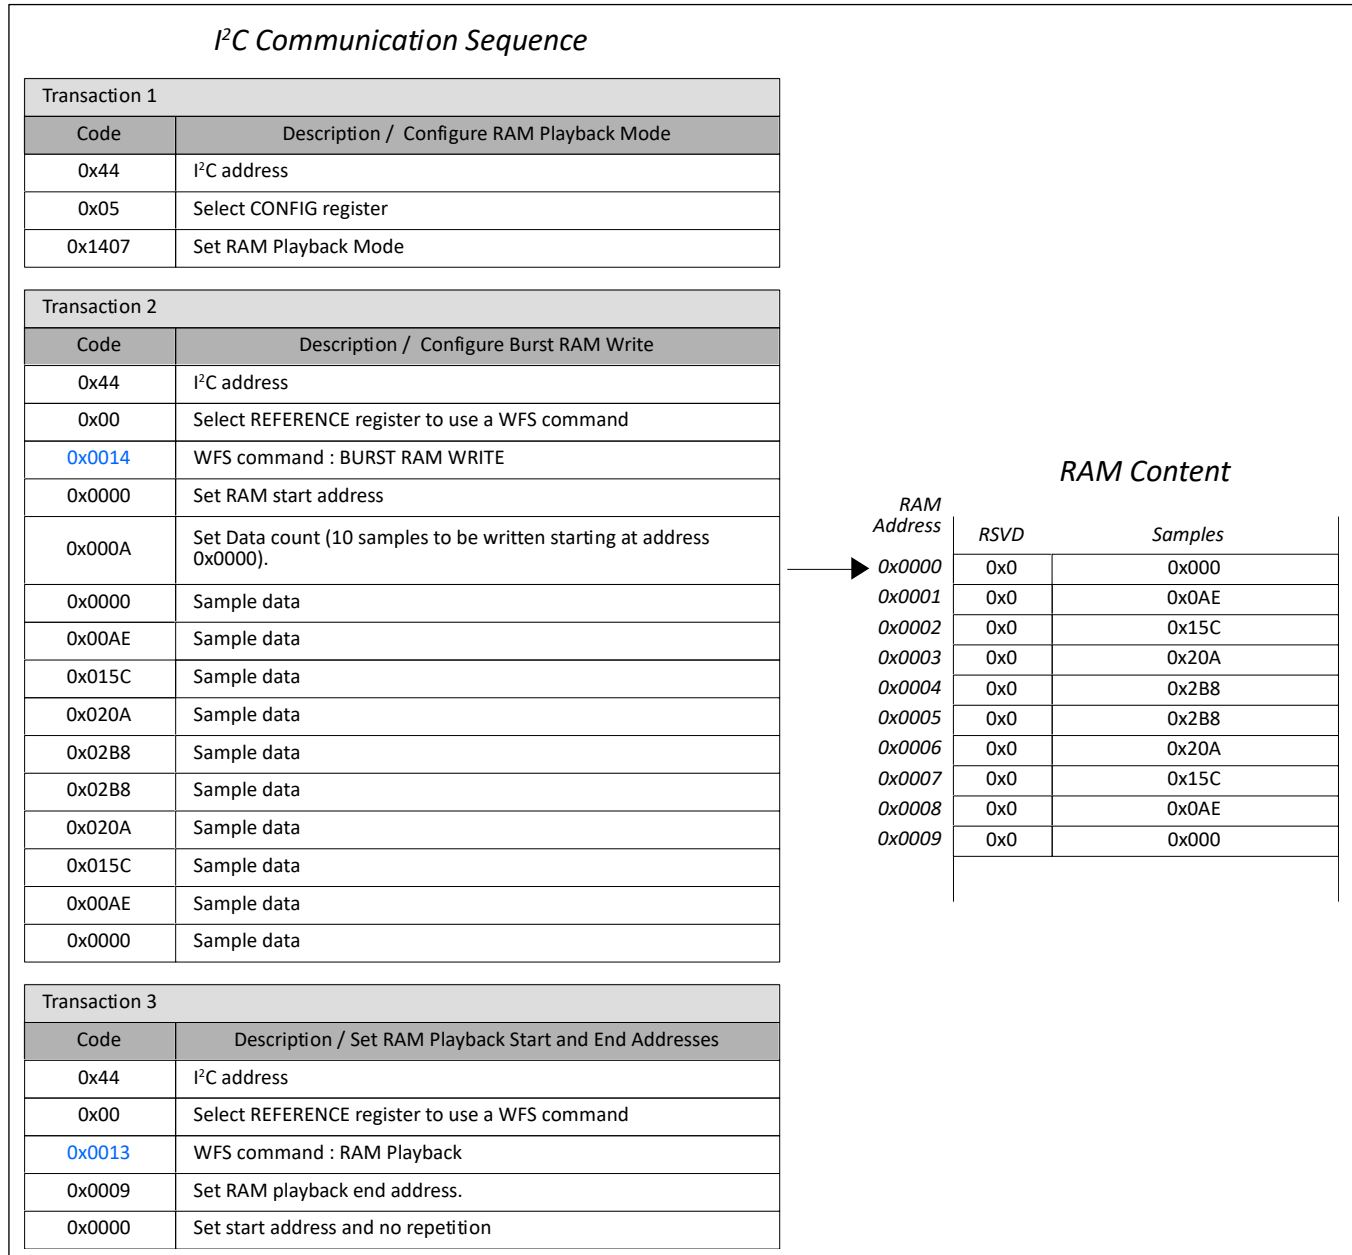 I²C Communication Sequence
Transaction 1
Code Description / Configure RAM Playback Mode
0x44 I²C address
0x05 Select CONFIG register
0x1407 Set RAM Playback Mode
Transaction 2
Code Description / Configure Burst RAM Write
0x44 I²C address
0x00 Select REFERENCE register to use a WFS command
0x0014 WFS command : BURST RAM WRITE
0x0000 Set RAM start address
0x000A Set Data count (10 samples to be written starting at address
0x0000).
0x0000 Sample data
0x00AE Sample data
0x015C Sample data
0x020A Sample data
0x02B8 Sample data
0x02B8 Sample data
0x020A Sample data
0x015C Sample data
0x00AE Sample data
0x0000 Sample data
Transaction 3
Code Description / Set RAM Playback Start and End Addresses
0x44 I²C address
0x00 Select REFERENCE register to use a WFS command
0x0013 WFS command : RAM Playback
0x0009 Set RAM playback end address.
0x0000 Set start address and no repetition
RAM Content
RAM
Address RSVD Samples
0x0000 0x0 0x000
0x0001 0x0 0x0AE
0x0002 0x0 0x15C
0x0003 0x0 0x20A
0x0004 0x0 0x2B8
0x0005 0x0 0x2B8
0x0006 0x0 0x20A
0x0007 0x0 0x15C
0x0008 0x0 0x0AE
0x0009 0x0 0x000